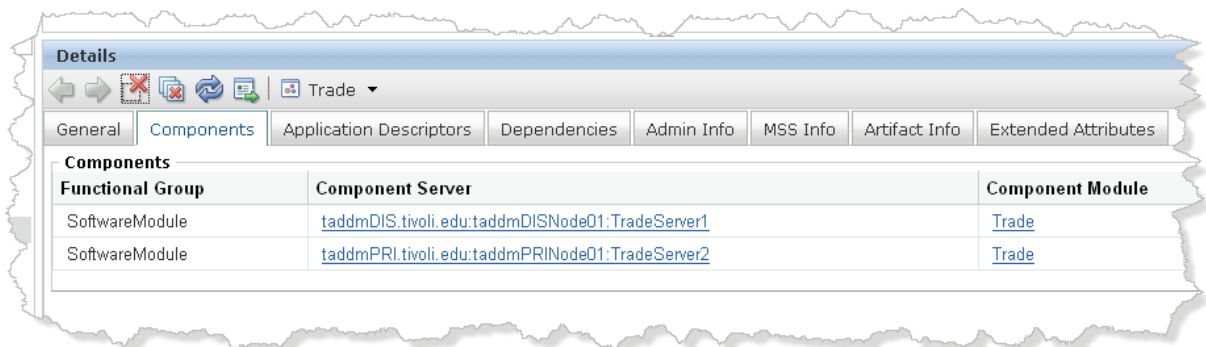 Details
Trade
General Components Application Descriptors Dependencies Admin Info MSS Info Artifact Info Extended Attributes
Components
Functional Group Component Server Component Module
SoftwareModule taddmDIS.tivoli.edu:taddmDISNode01:TradeServer1 Trade
SoftwareModule taddmPRI.tivoli.edu:taddmPRINode01:TradeServer2 Trade